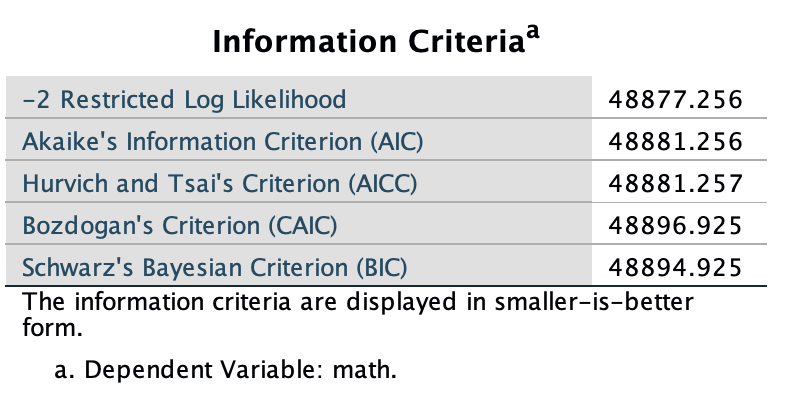 Information Criteriaª
-2 Restricted Log Likelihood 48877.256
Akaike's Information Criterion (AIC) 48881.256
Hurvich and Tsai's Criterion (AICC) 48881.257
Bozdogan's Criterion (CAIC) 48896.925
Schwarz's Bayesian Criterion (BIC) 48894.925
The information criteria are displayed in smaller-is-better
form.
a. Dependent Variable: math.